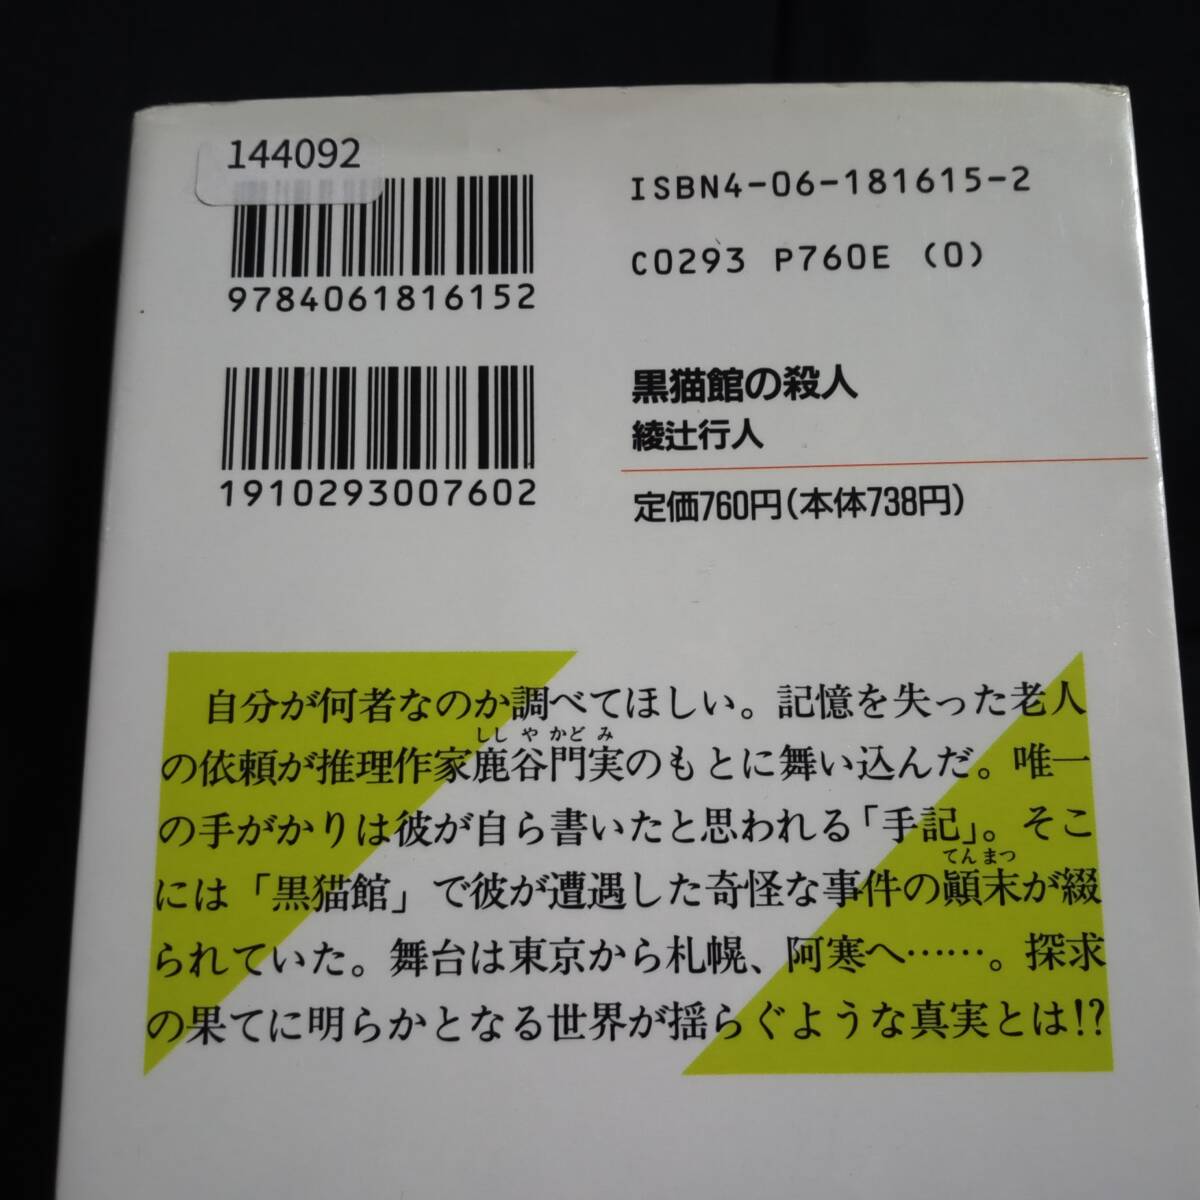 144092
9784061816152
1910293007602
ISBN4-06-181615-2
C0293 P760E (0)
黒猫館の殺人
綾辻行人
定価760円(本体738円)
自分が何者なのか調べてほしい。記憶を失った老人
しし や かど み
の依頼が推理作家鹿谷門実のもとに舞い込んだ。唯一
の手がかりは彼が自ら書いたと思われる「手記」。そこ
てん まつ
には「黒猫館」で彼が遭遇した奇怪な事件の顚末が綴
られていた。舞台は東京から札幌、阿寒へ……。探求
の果てに明らかとなる世界が揺らぐような真実とは!?